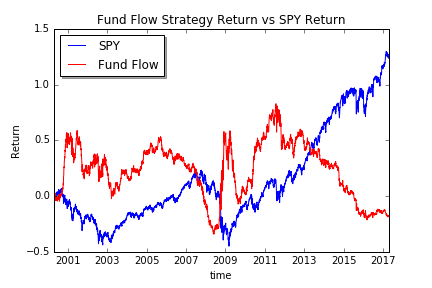 Fund Flow Strategy Return vs SPY Return
1.5
1.0
0.5
0.0
−0.5
Return
SPY
Fund Flow
2001 2003 2005 2007 2009 2011 2013 2015 2017
time